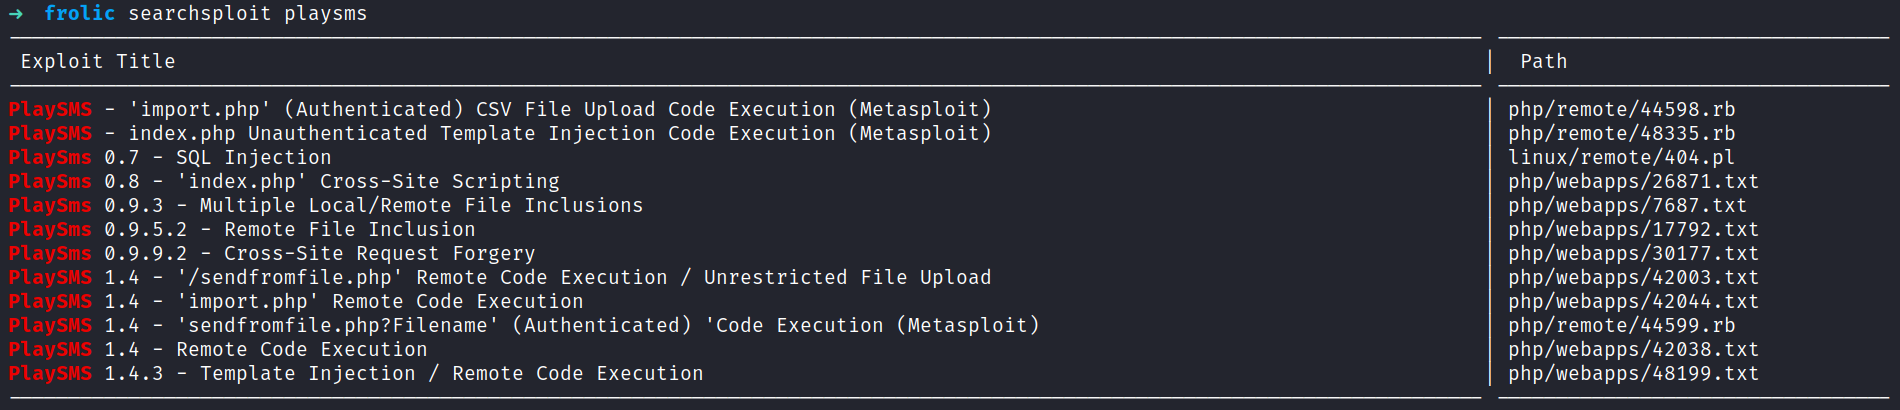 → frolic searchsploit playsms
Exploit Title | Path
PlaySMS - 'import.php' (Authenticated) CSV File Upload Code Execution (Metasploit) | php/remote/44598.rb
PlaySMS - index.php Unauthenticated Template Injection Code Execution (Metasploit) | php/remote/48335.rb
PlaySms 0.7 - SQL Injection | linux/remote/404.pl
PlaySms 0.8 - 'index.php' Cross-Site Scripting | php/webapps/26871.txt
PlaySms 0.9.3 - Multiple Local/Remote File Inclusions | php/webapps/7687.txt
PlaySms 0.9.5.2 - Remote File Inclusion | php/webapps/17792.txt
PlaySms 0.9.9.2 - Cross-Site Request Forgery | php/webapps/30177.txt
PlaySMS 1.4 - '/sendfromfile.php' Remote Code Execution / Unrestricted File Upload | php/webapps/42003.txt
PlaySMS 1.4 - 'import.php' Remote Code Execution | php/webapps/42044.txt
PlaySMS 1.4 - 'sendfromfile.php?Filename' (Authenticated) 'Code Execution (Metasploit) | php/remote/44599.rb
PlaySMS 1.4 - Remote Code Execution | php/webapps/42038.txt
PlaySMS 1.4.3 - Template Injection / Remote Code Execution | php/webapps/48199.txt